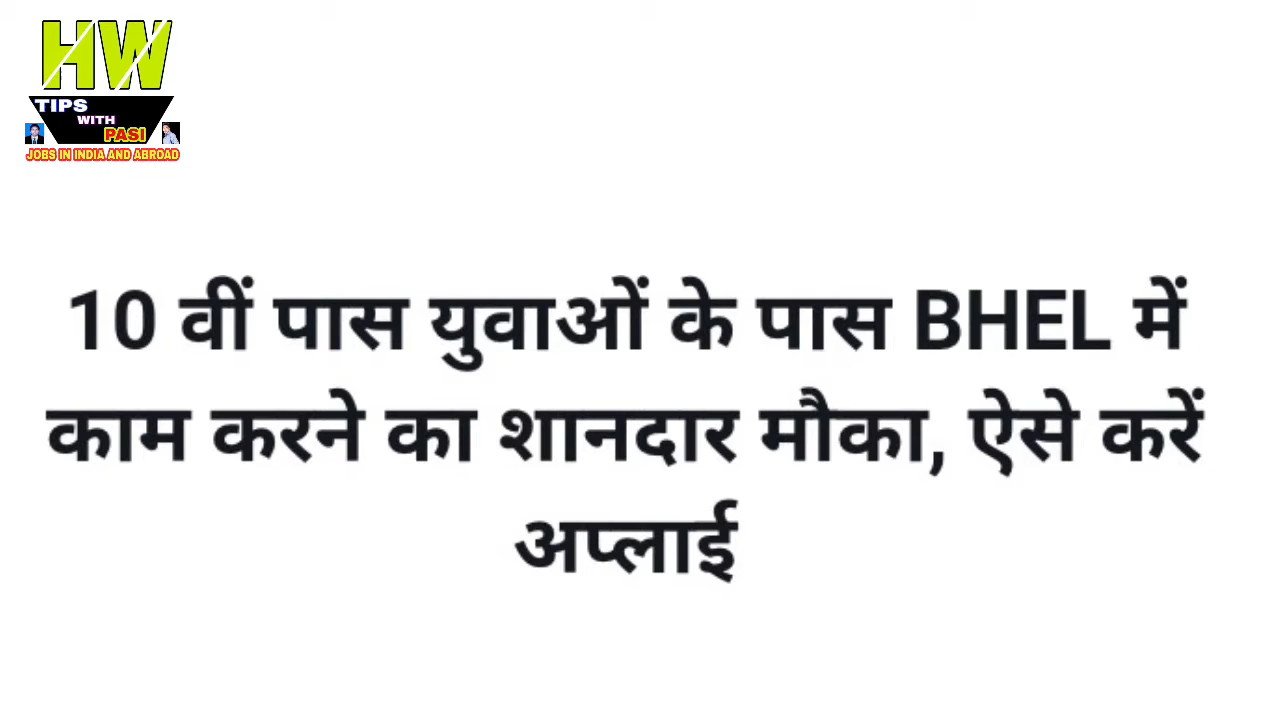 HW
TIPS
WITH
PASI
JOBS IN INDIA AND ABROAD
10 वीं पास युवाओं के पास BHEL में
काम करने का शानदार मौका, ऐसे करें
अप्लाई